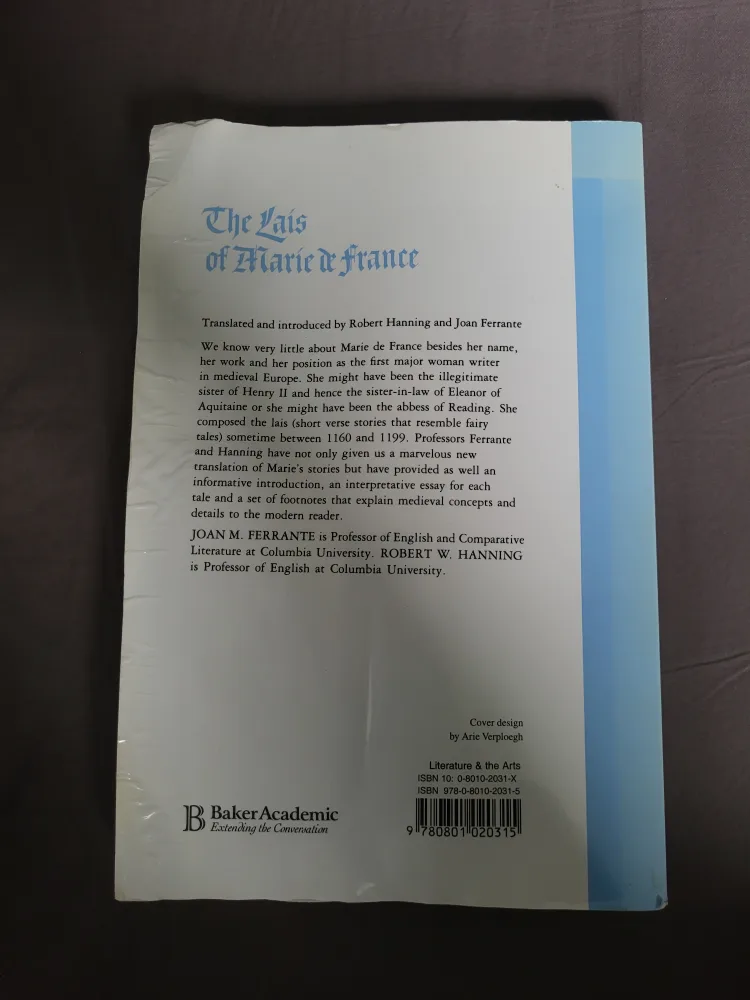 The Lais
of Marie de France
Translated and introduced by Robert Hanning and Joan Ferrante
We know very little about Marie de France besides her name,
her work and her position as the first major woman writer
in medieval Europe. She might have been the illegitimate
sister of Henry II and hence the sister-in-law of Eleanor of
Aquitaine or she might have been the abbess of Reading. She
composed the lais (short verse stories that resemble fairy
tales) sometime between 1160 and 1199. Professors Ferrante
and Hanning have not only given us a marvelous new
translation of Marie's stories but have provided as well an
informative introduction, an interpretative essay for each
tale and a set of footnotes that explain medieval concepts and
details to the modern reader.
JOAN M. FERRANTE is Professor of English and Comparative
Literature at Columbia University. ROBERT W. HANNING
is Professor of English at Columbia University.
Cover design
by Arie Verploegh
Literature & the Arts
ISBN 10: 0-8010-2031-X
ISBN 978-0-8010-2031-5
9 780801 020315
B Baker Academic
Extending the Conversation